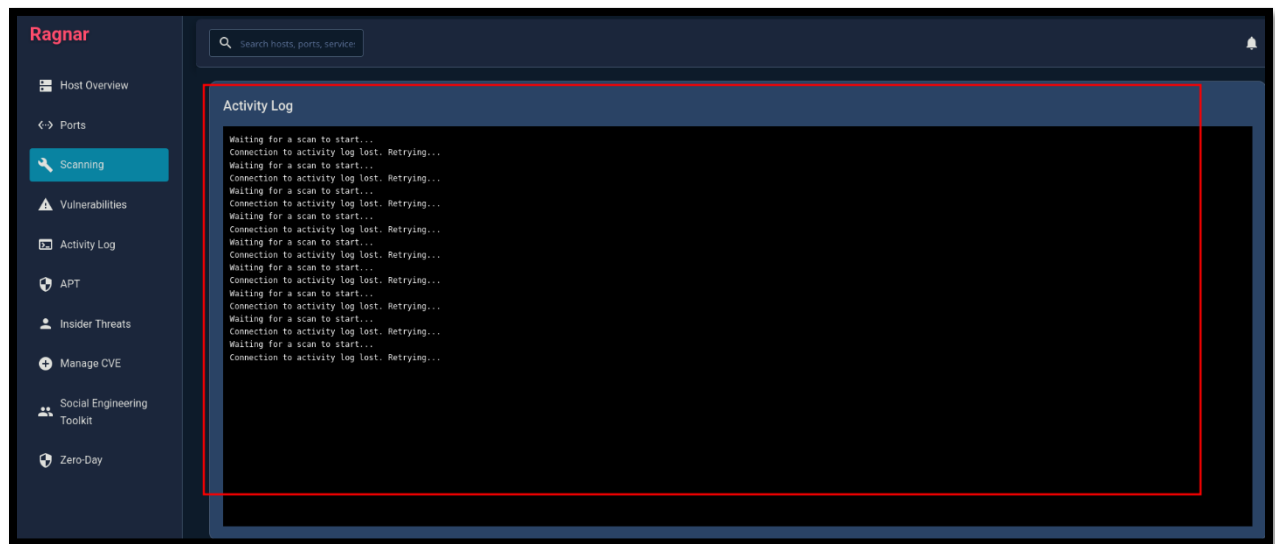 Ragnar
Search hosts, ports, service
Host Overview
Ports
Scanning
Vulnerabilities
Activity Log
APT
Insider Threats
Manage CVE
Social Engineering
Toolkit
Zero-Day
Activity Log
Waiting for a scan to start...
Connection to activity log lost. Retrying...
Waiting for a scan to start...
Connection to activity log lost. Retrying...
Waiting for a scan to start...
Connection to activity log lost. Retrying...
Waiting for a scan to start...
Connection to activity log lost. Retrying...
Waiting for a scan to start...
Connection to activity log lost. Retrying...
Waiting for a scan to start...
Connection to activity log lost. Retrying...
Waiting for a scan to start...
Connection to activity log lost. Retrying...
Waiting for a scan to start...
Connection to activity log lost. Retrying...
Waiting for a scan to start...
Connection to activity log lost. Retrying...